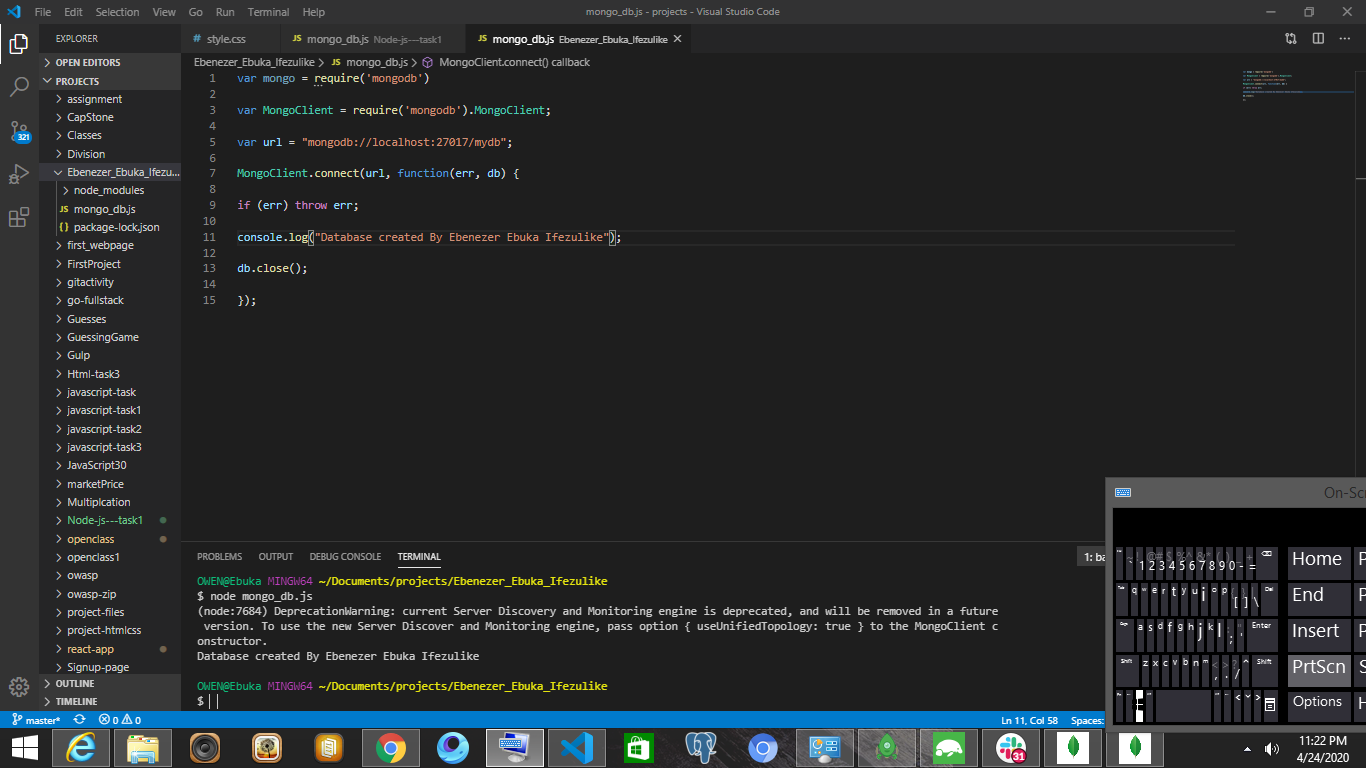 File Edit Selection View Go Run Terminal Help
mongo_db.js - projects - Visual Studio Code
EXPLORER
style.css
mongo_db.js Node-js---task1
mongo_db.js Ebenezer_Ebuka_Ifezulike
OPEN EDITORS
PROJECTS
assignment
CapStone
Classes
Division
Ebenezer_Ebuka_Ifezu...
node_modules
JS mongo_db.js
{} package-lock.json
first_webpage
FirstProject
gitactivity
go-fullstack
Guesses
GuessingGame
Gulp
Html-task3
javascript-task
javascript-task1
javascript-task2
javascript-task3
JavaScript30
marketPrice
Multiplcation
Node-js---task1
openclass
openclass1
owasp
owasp-zip
project-files
project-htmlcss
react-app
Signup-page
OUTLINE
TIMELINE
321
Ebenezer_Ebuka_Ifezulike > JS mongo_db.js > MongoClient.connect() callback
1 var mongo = require('mongodb')
2
3 var MongoClient = require('mongodb').MongoClient;
4
5 var url = "mongodb://localhost:27017/mydb";
6
7 MongoClient.connect(url, function(err, db) {
8
9 if (err) throw err;
10
11 console.log("Database created By Ebenezer Ebuka Ifezulike");
12
13 db.close();
14
15 });
PROBLEMS OUTPUT DEBUG CONSOLE TERMINAL
1: ba
OWEN@Ebuka MINGW64 ~/Documents/projects/Ebenezer_Ebuka_Ifezulike
$ node mongo_db.js
(node:7684) DeprecationWarning: current Server Discovery and Monitoring engine is deprecated, and will be removed in a future
version. To use the new Server Discover and Monitoring engine, pass option { useUnifiedTopology: true } to the MongoClient c
onstructor.
Database created By Ebenezer Ebuka Ifezulike
OWEN@Ebuka MINGW64 ~/Documents/projects/Ebenezer_Ebuka_Ifezulike
$
On-Sc
Home
End
Insert
PrtScn
Options
1 2 3 4 5 6 7 8 9 0 - =
q w e r t y u i o p [ ] \
a s d f g h j k l ; ' Enter
Shift z x c v b n m , . / Shift
master* 0 0
Ln 11, Col 58 Spaces:
31
11:22 PM
4/24/2020